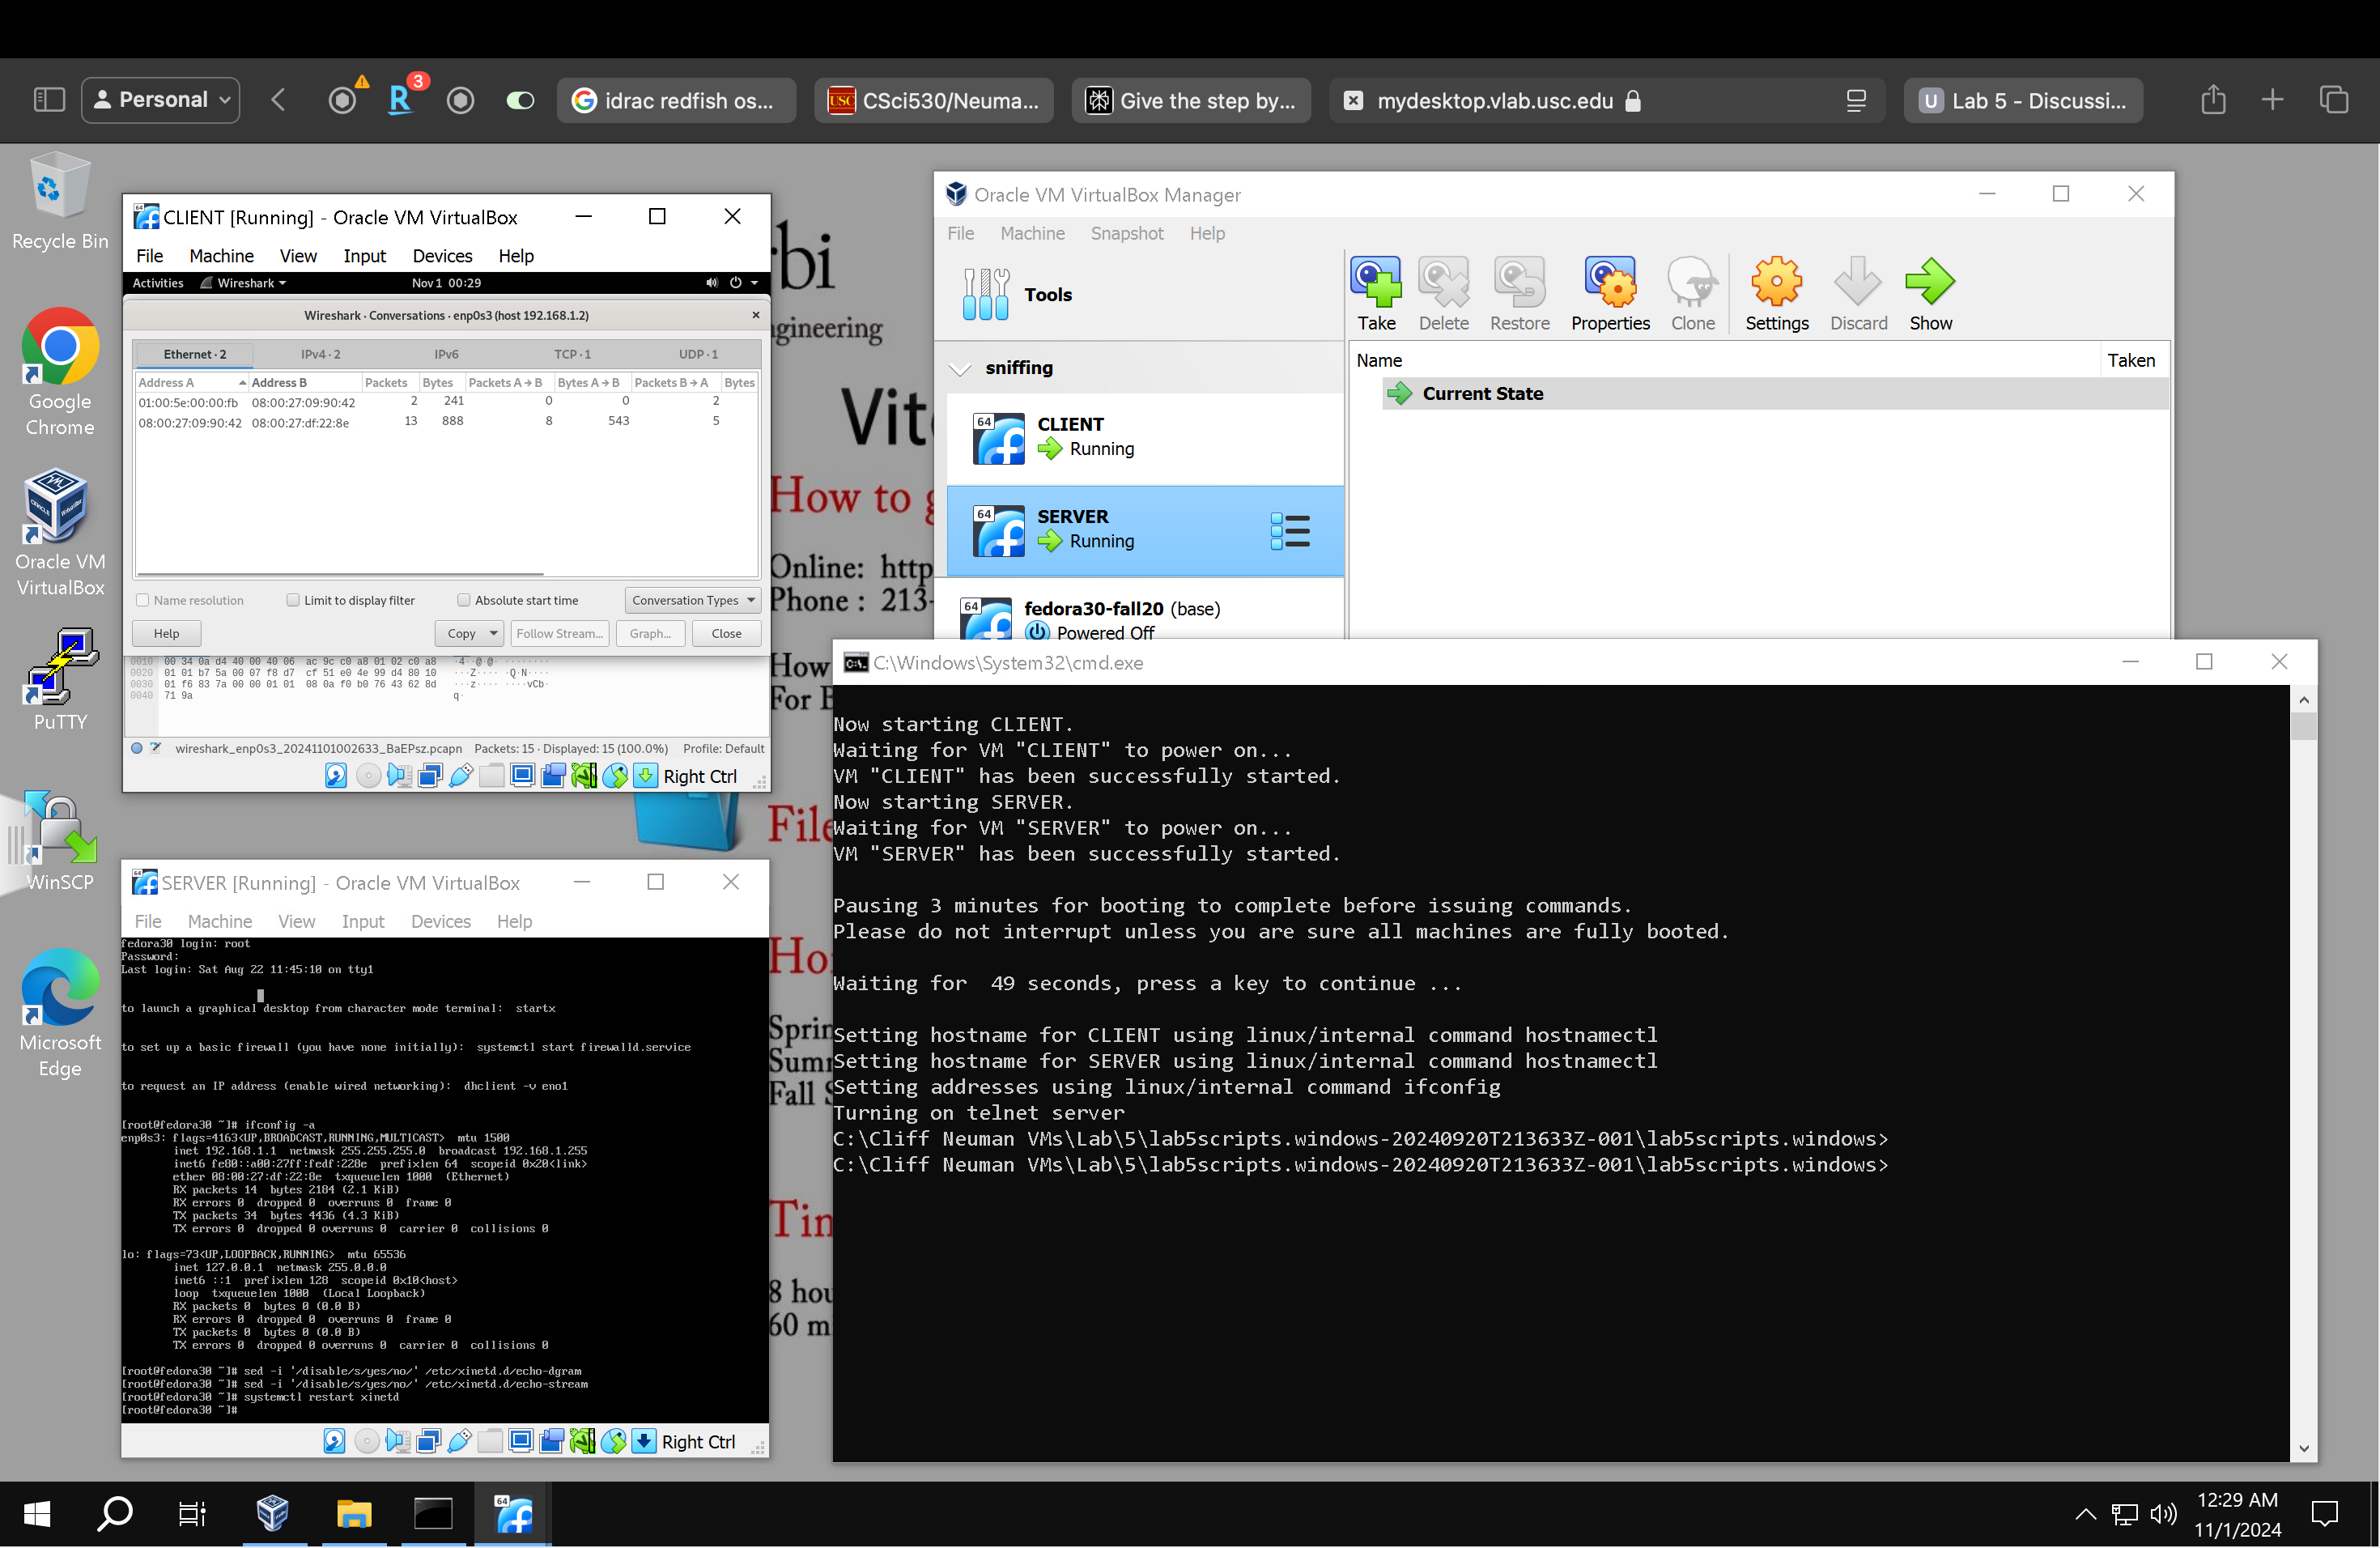 Personal
3
idrac redfish os...
USC
CSci530/Neuma...
Give the step by...
mydesktop.vlab.usc.edu
U
Lab 5 - Discussi...
Recycle Bin
Google
Chrome
Oracle VM
VirtualBox
PuTTY
WinSCP
Microsoft
Edge
CLIENT [Running] - Oracle VM VirtualBox
File Machine View Input Devices Help
Activities Wireshark Nov 1 00:29
Wireshark · Conversations · enp0s3 (host 192.168.1.2)
Ethernet · 2 IPv4 · 2 IPv6 TCP · 1 UDP · 1
Address A Address B Packets Bytes Packets A → B Bytes A → B Packets B → A Bytes
01:00:5e:00:00:fb 08:00:27:09:90:42 2 241 0 0 2
08:00:27:09:90:42 08:00:27:df:22:8e 13 888 8 543 5
Name resolution Limit to display filter Absolute start time Conversation Types
Help Copy Follow Stream... Graph... Close
0010 00 34 0a d4 40 00 40 06 ac 9c c0 a8 01 02 c0 a8 ·4··@·@· ········
0020 01 01 b7 5a 00 07 f8 d7 cf 51 e0 4e 99 d4 80 10 ···Z···· ·Q·N····
0030 01 f6 83 7a 00 00 01 01 08 0a f0 b0 76 43 62 8d ···z···· ····vCb·
0040 71 9a q·
wireshark_enp0s3_20241101002633_BaEPsz.pcapn Packets: 15 · Displayed: 15 (100.0%) Profile: Default
Right Ctrl
rbi
gineering
Vit
How to g
Online: http
Phone : 213-
How
For B
File
Ho
Sprin
Summ
Fall S
Tim
8 hou
60 m
Oracle VM VirtualBox Manager
File Machine Snapshot Help
Tools
Take Delete Restore Properties Clone Settings Discard Show
Name Taken
Current State
sniffing
64 CLIENT
Running
64 SERVER
Running
64 fedora30-fall20 (base)
Powered Off
SERVER [Running] - Oracle VM VirtualBox
File Machine View Input Devices Help
fedora30 login: root
Password:
Last login: Sat Aug 22 11:45:10 on tty1
to launch a graphical desktop from character mode terminal: startx
to set up a basic firewall (you have none initially): systemctl start firewalld.service
to request an IP address (enable wired networking): dhclient -v eno1
[root@fedora30 ~]# ifconfig -a
enp0s3: flags=4163<UP,BROADCAST,RUNNING,MULTICAST> mtu 1500
inet 192.168.1.1 netmask 255.255.255.0 broadcast 192.168.1.255
inet6 fe80::a00:27ff:fedf:228e prefixlen 64 scopeid 0x20<link>
ether 08:00:27:df:22:8e txqueuelen 1000 (Ethernet)
RX packets 14 bytes 2184 (2.1 KiB)
RX errors 0 dropped 0 overruns 0 frame 0
TX packets 34 bytes 4436 (4.3 KiB)
TX errors 0 dropped 0 overruns 0 carrier 0 collisions 0
lo: flags=73<UP,LOOPBACK,RUNNING> mtu 65536
inet 127.0.0.1 netmask 255.0.0.0
inet6 ::1 prefixlen 128 scopeid 0x10<host>
loop txqueuelen 1000 (Local Loopback)
RX packets 0 bytes 0 (0.0 B)
RX errors 0 dropped 0 overruns 0 frame 0
TX packets 0 bytes 0 (0.0 B)
TX errors 0 dropped 0 overruns 0 carrier 0 collisions 0
[root@fedora30 ~]# sed -i '/disable/s/yes/no/' /etc/xinetd.d/echo-dgram
[root@fedora30 ~]# sed -i '/disable/s/yes/no/' /etc/xinetd.d/echo-stream
[root@fedora30 ~]# systemctl restart xinetd
[root@fedora30 ~]#
Right Ctrl
C:\Windows\System32\cmd.exe
Now starting CLIENT.
Waiting for VM "CLIENT" to power on...
VM "CLIENT" has been successfully started.
Now starting SERVER.
Waiting for VM "SERVER" to power on...
VM "SERVER" has been successfully started.
Pausing 3 minutes for booting to complete before issuing commands.
Please do not interrupt unless you are sure all machines are fully booted.
Waiting for 49 seconds, press a key to continue ...
Setting hostname for CLIENT using linux/internal command hostnamectl
Setting hostname for SERVER using linux/internal command hostnamectl
Setting addresses using linux/internal command ifconfig
Turning on telnet server
C:\Cliff Neuman VMs\Lab\5\lab5scripts.windows-20240920T213633Z-001\lab5scripts.windows>
C:\Cliff Neuman VMs\Lab\5\lab5scripts.windows-20240920T213633Z-001\lab5scripts.windows>
12:29 AM
11/1/2024